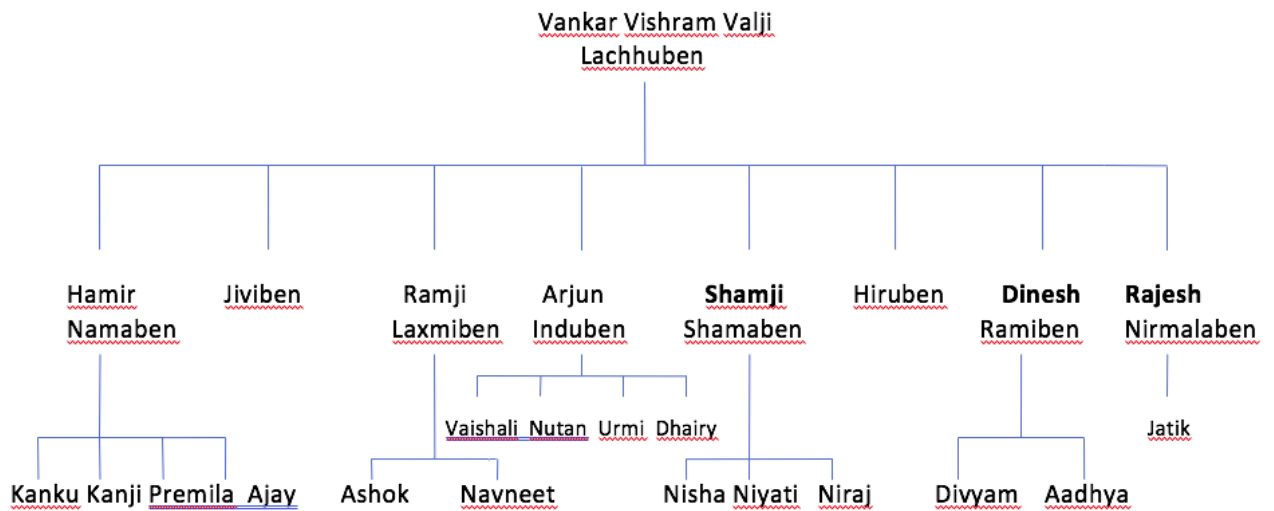 Vankar Vishram Valji
Lachhuben
Hamir Jiviben Ramji Arjun Shamji Hiruben Dinesh Rajesh
Namaben Laxmiben Induben Shamaben Ramiben Nirmalaben
Vaishali Nutan Urmi Dhairy Jatik
Kanku Kanji Premila Ajay Ashok Navneet Nisha Niyati Niraj Divyam Aadhya